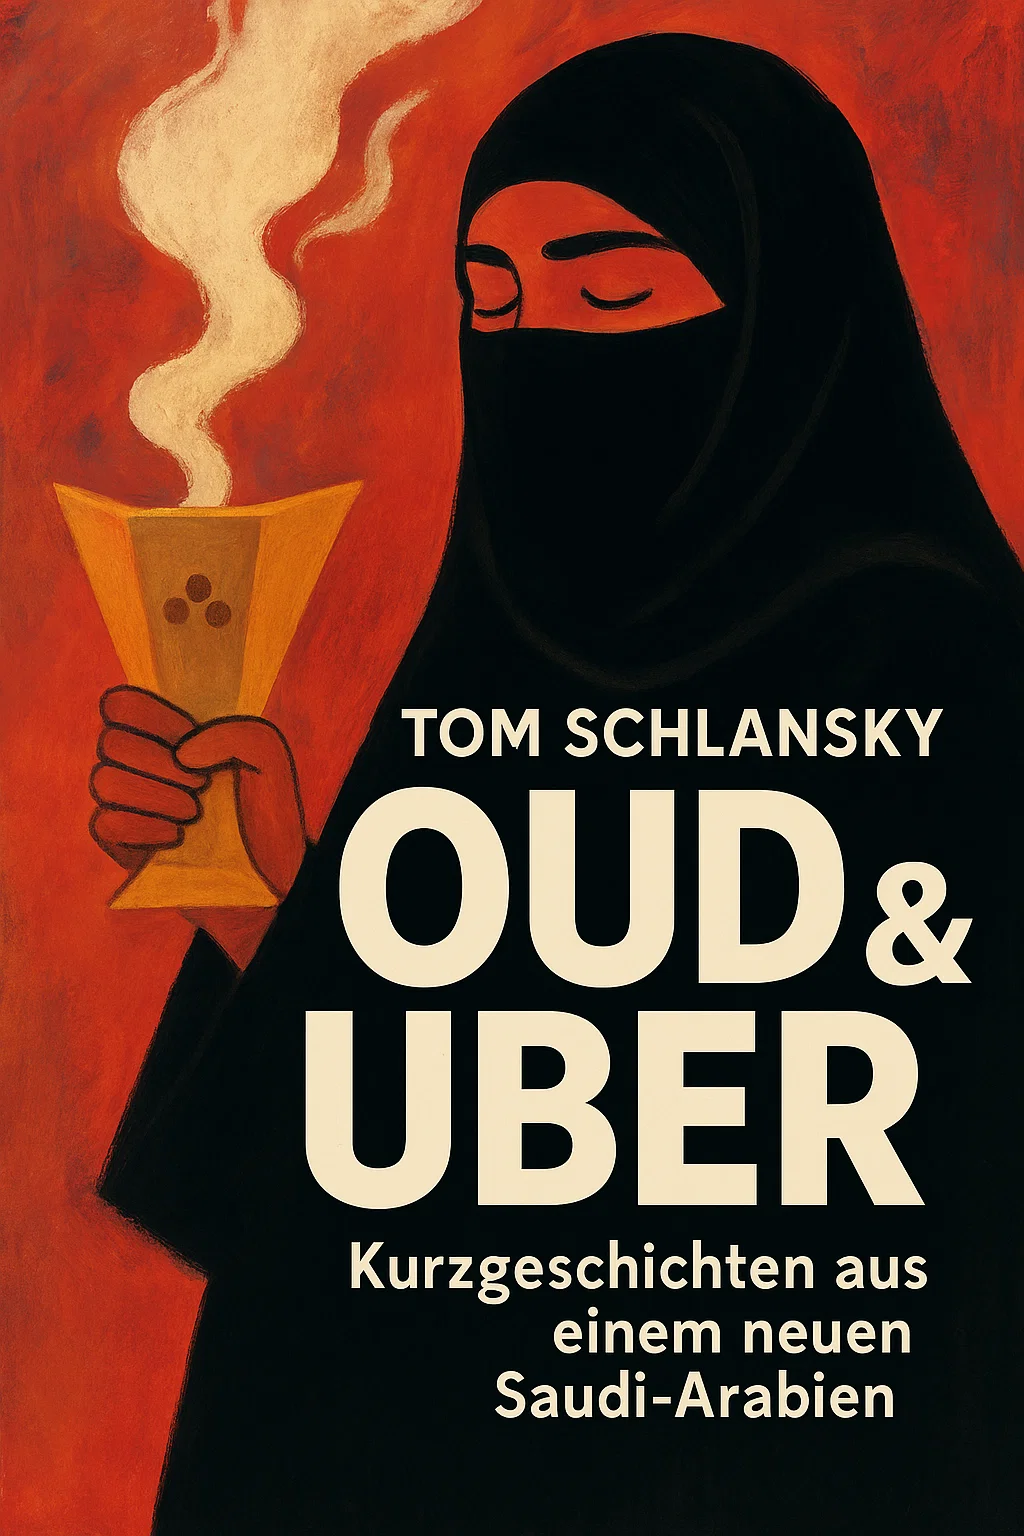 TOM SCHLANSKY
OUD &
UBER
Kurzgeschichten aus
einem neuen
Saudi-Arabien